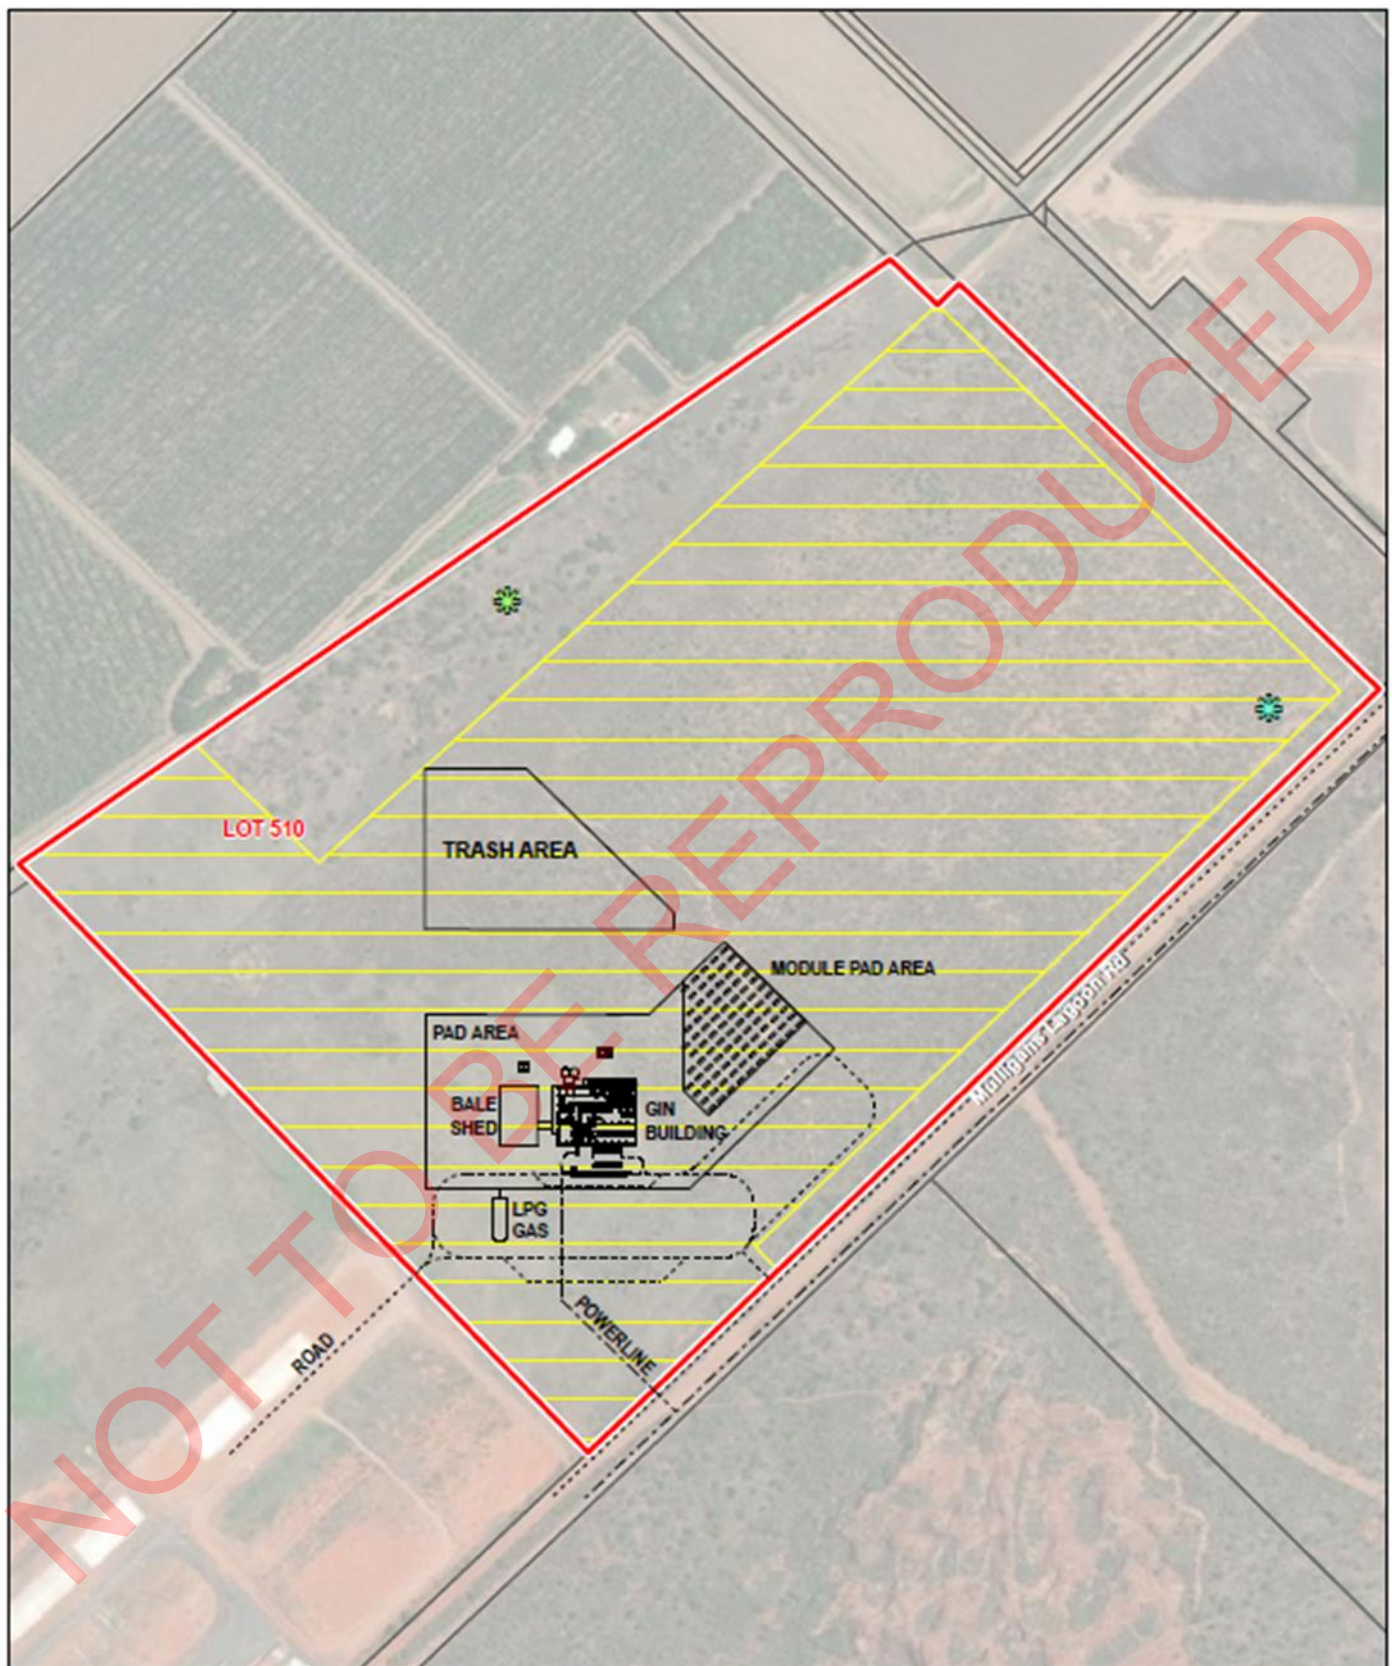 LOT 510
TRASH AREA
MODULE PAD AREA
PAD AREA
BALE
SHED
GIN
BUILDING
LPG
GAS
POWERLINE
ROAD
Mulligans Lagoon Rd
NOT TO BE REPRODUCED